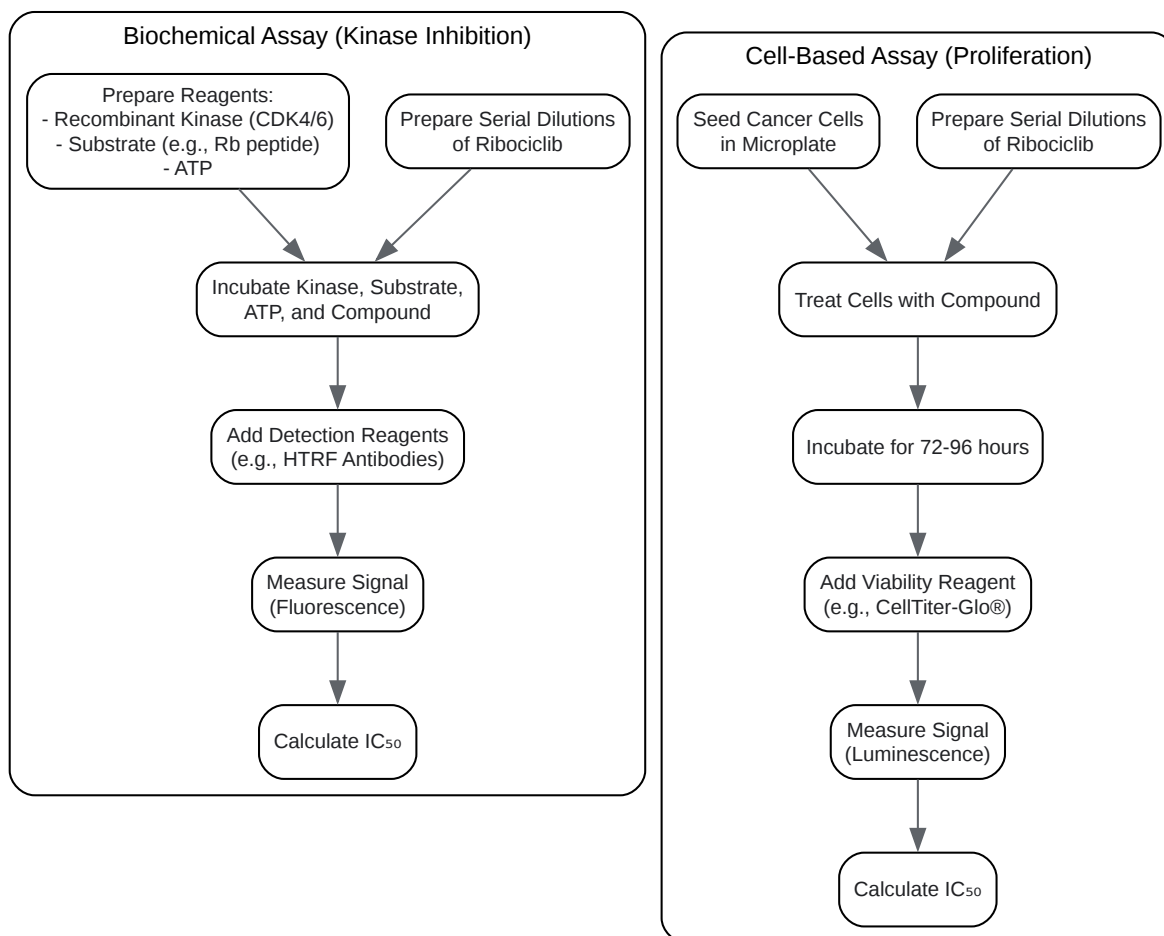 Biochemical Assay (Kinase Inhibition)
Prepare Reagents:
- Recombinant Kinase (CDK4/6)
- Substrate (e.g., Rb peptide)
- ATP
Prepare Serial Dilutions
of Ribociclib
Incubate Kinase, Substrate,
ATP, and Compound
Add Detection Reagents
(e.g., HTRF Antibodies)
Measure Signal
(Fluorescence)
Calculate IC₅₀
Cell-Based Assay (Proliferation)
Seed Cancer Cells
in Microplate
Prepare Serial Dilutions
of Ribociclib
Treat Cells with Compound
Incubate for 72-96 hours
Add Viability Reagent
(e.g., CellTiter-Glo®)
Measure Signal
(Luminescence)
Calculate IC₅₀